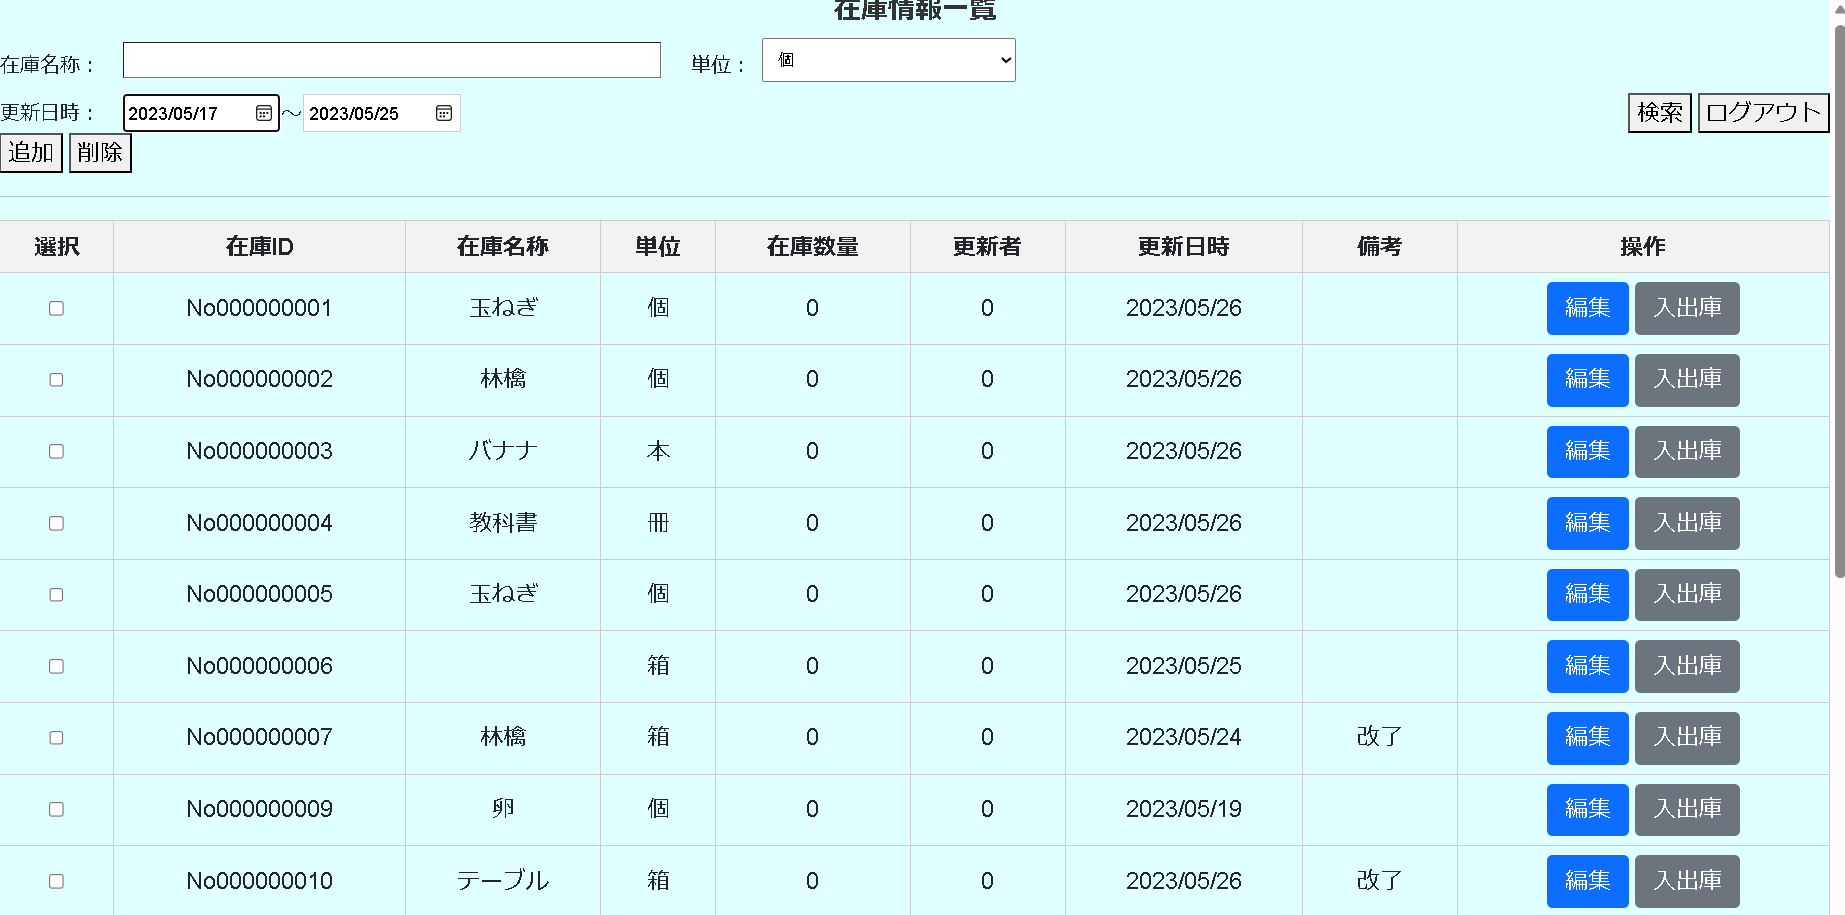 在庫情報一覧
在庫名称： 単位： 個
更新日時： 2023/05/17 ～ 2023/05/25 検索 ログアウト
追加 削除
選択 在庫ID 在庫名称 単位 在庫数量 更新者 更新日時 備考 操作
No000000001 玉ねぎ 個 0 0 2023/05/26 編集 入出庫
No000000002 林檎 個 0 0 2023/05/26 編集 入出庫
No000000003 バナナ 本 0 0 2023/05/26 編集 入出庫
No000000004 教科書 冊 0 0 2023/05/26 編集 入出庫
No000000005 玉ねぎ 個 0 0 2023/05/26 編集 入出庫
No000000006 箱 0 0 2023/05/25 編集 入出庫
No000000007 林檎 箱 0 0 2023/05/24 改了 編集 入出庫
No000000009 卵 個 0 0 2023/05/19 編集 入出庫
No000000010 テーブル 箱 0 0 2023/05/26 改了 編集 入出庫